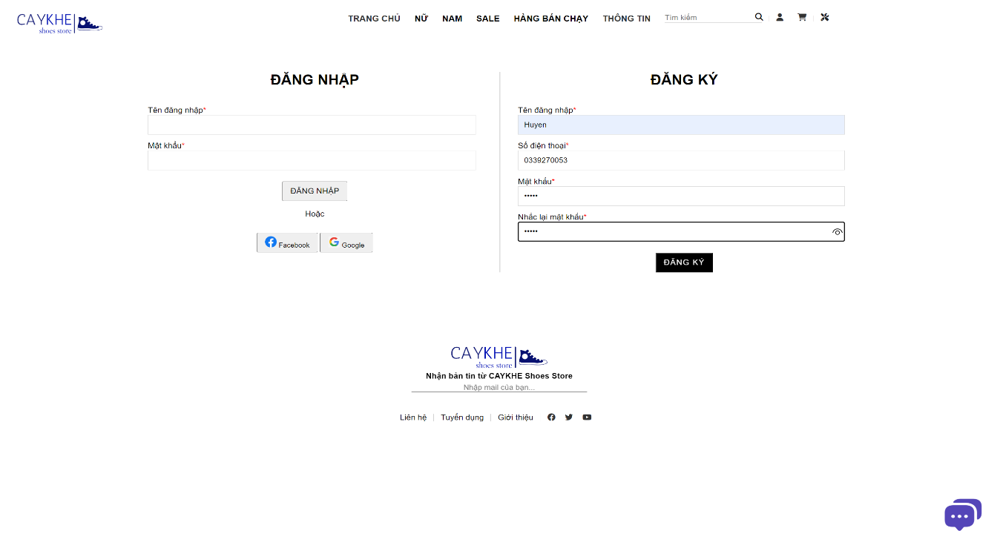 CAYKHE
shoes store
TRANG CHỦ NỮ NAM SALE HÀNG BÁN CHẠY THÔNG TIN Tìm kiếm
ĐĂNG NHẬP
Tên đăng nhập*
Mật khẩu*
ĐĂNG NHẬP
Hoặc
Facebook Google
ĐĂNG KÝ
Tên đăng nhập*
Huyen
Số điện thoại*
0339270053
Mật khẩu*
•••••
Nhắc lại mật khẩu*
•••••
ĐĂNG KÝ
CAYKHE
shoes store
Nhận bản tin từ CAYKHE Shoes Store
Nhập mail của bạn...
Liên hệ | Tuyển dụng | Giới thiệu